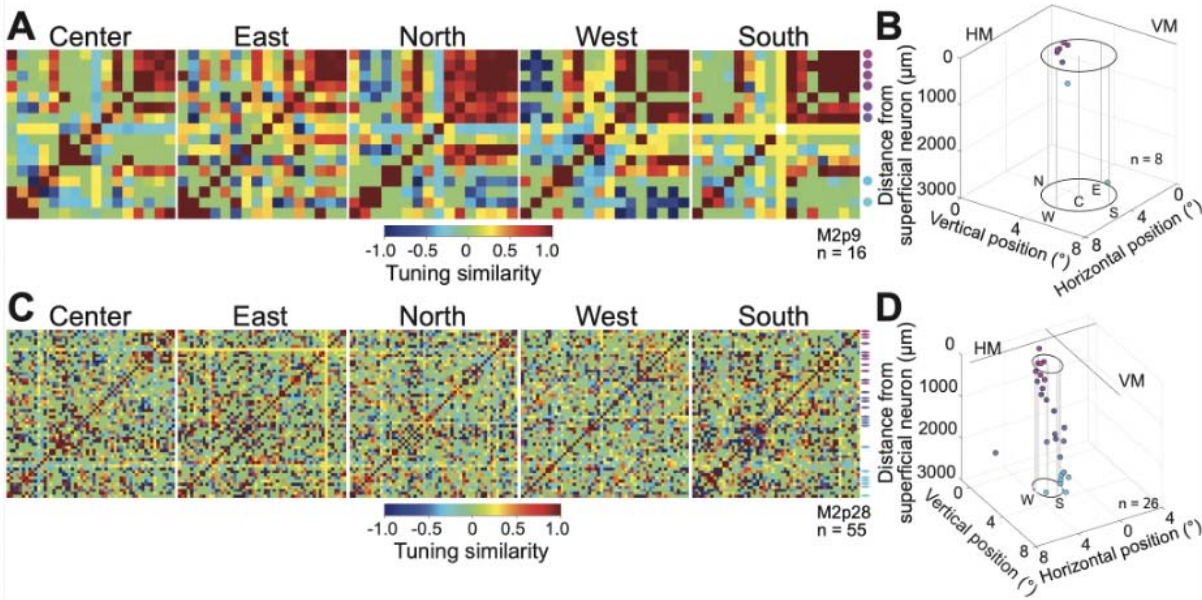 A
Center East North West South
-1.0 -0.5 0 0.5 1.0
Tuning similarity
M2p9
n = 16
B
HM
VM
0
1000
2000
3000
Distance from
superficial neuron (μm)
n = 8
N
E
C
W
S
0
4
8
Vertical position (°)
8
4
0
Horizontal position (°)
C
Center East North West South
-1.0 -0.5 0 0.5 1.0
Tuning similarity
M2p28
n = 55
D
HM
VM
0
1000
2000
3000
Distance from
superficial neuron (μm)
W
S
n = 26
0
4
8
Vertical position (°)
8
4
0
4
Horizontal position (°)